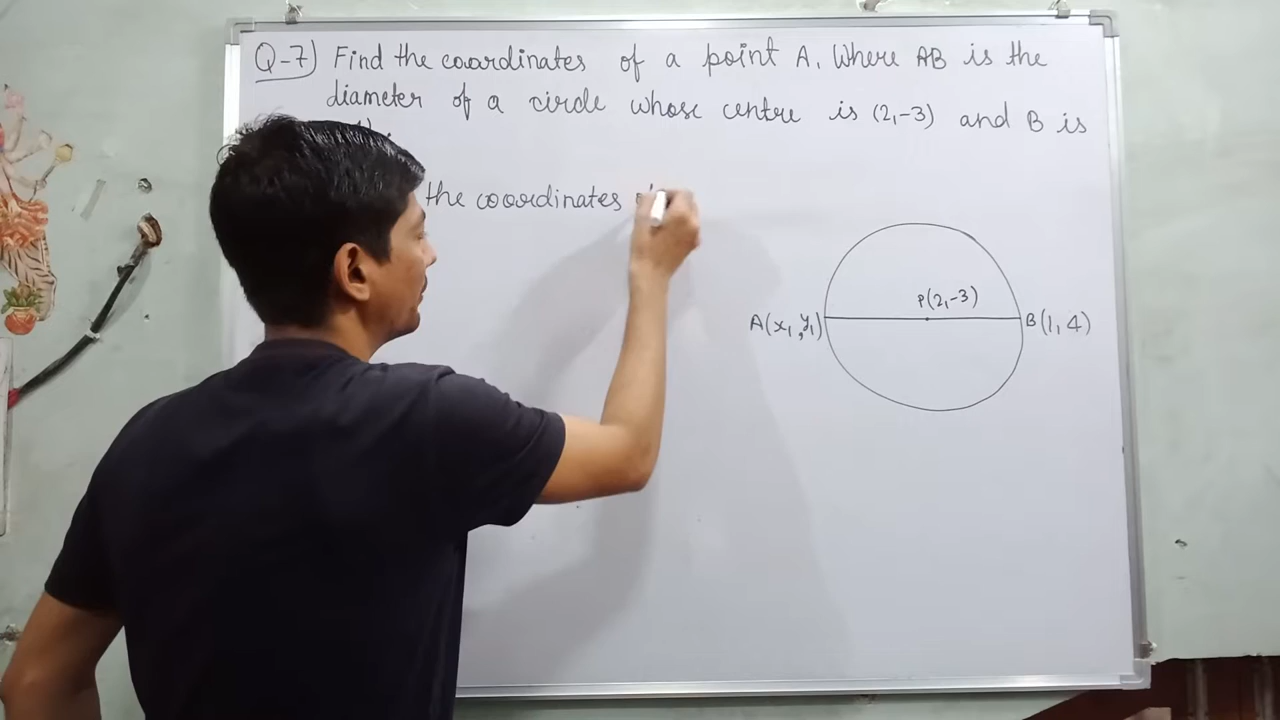 Q-7) Find the coordinates of a point A, Where AB is the
diameter of a circle whose centre is (2,-3) and B is
the coordinates
P(2,-3)
A(x₁, y₁)
B(1, 4)